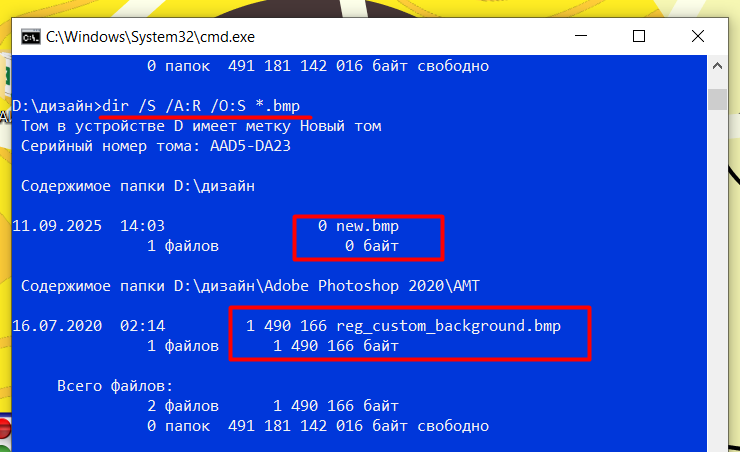 C:\Windows\System32\cmd.exe
0 папок 491 181 142 016 байт свободно
D:\дизайн>dir /S /A:R /O:S *.bmp
Том в устройстве D имеет метку Новый том
Серийный номер тома: AAD5-DA23
Содержимое папки D:\дизайн
11.09.2025 14:03 0 new.bmp
1 файлов 0 байт
Содержимое папки D:\дизайн\Adobe Photoshop 2020\AMT
16.07.2020 02:14 1 490 166 reg_custom_background.bmp
1 файлов 1 490 166 байт
Всего файлов:
2 файлов 1 490 166 байт
0 папок 491 181 142 016 байт свободно